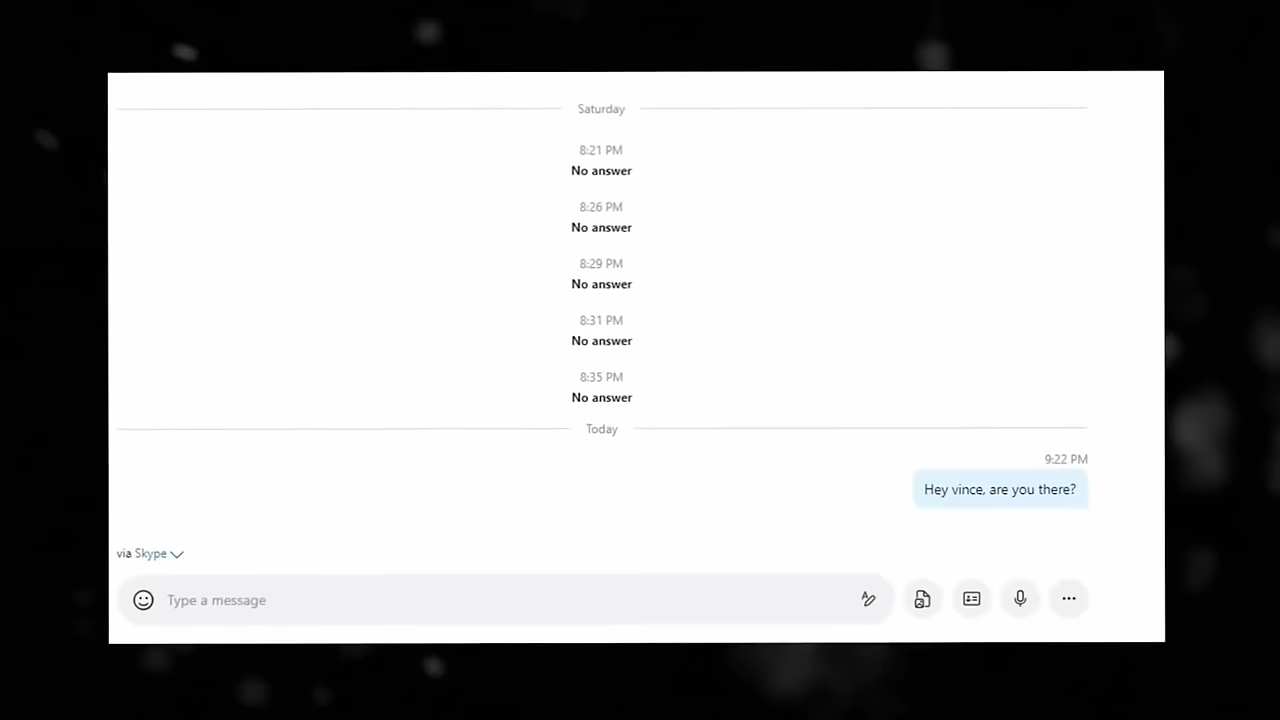 Saturday
8:21 PM
No answer
8:26 PM
No answer
8:29 PM
No answer
8:31 PM
No answer
8:35 PM
No answer
Today
9:22 PM
Hey vince, are you there?
via Skype
Type a message